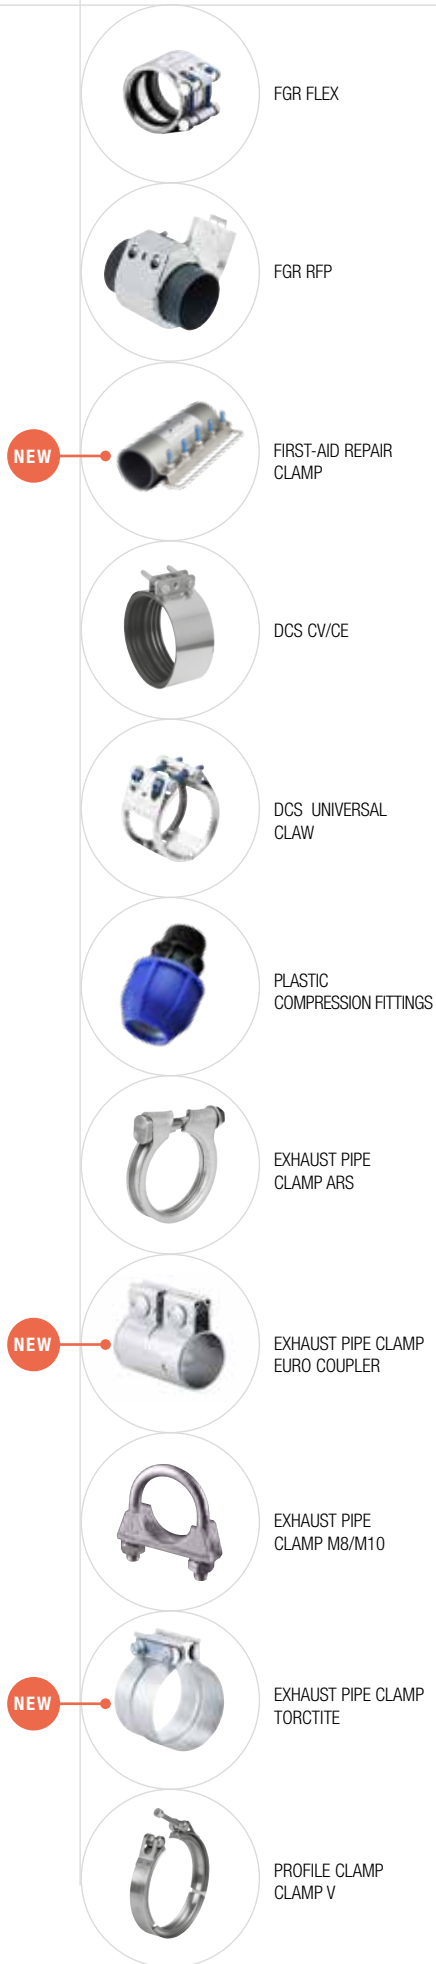 FGR FLEX
FGR RFP
NEW
FIRST-AID REPAIR
CLAMP
DCS CV/CE
DCS UNIVERSAL
CLAW
PLASTIC
COMPRESSION FITTINGS
EXHAUST PIPE
CLAMP ARS
NEW
EXHAUST PIPE CLAMP
EURO COUPLER
EXHAUST PIPE
CLAMP M8/M10
NEW
EXHAUST PIPE CLAMP
TORCTITE
PROFILE CLAMP
CLAMP V